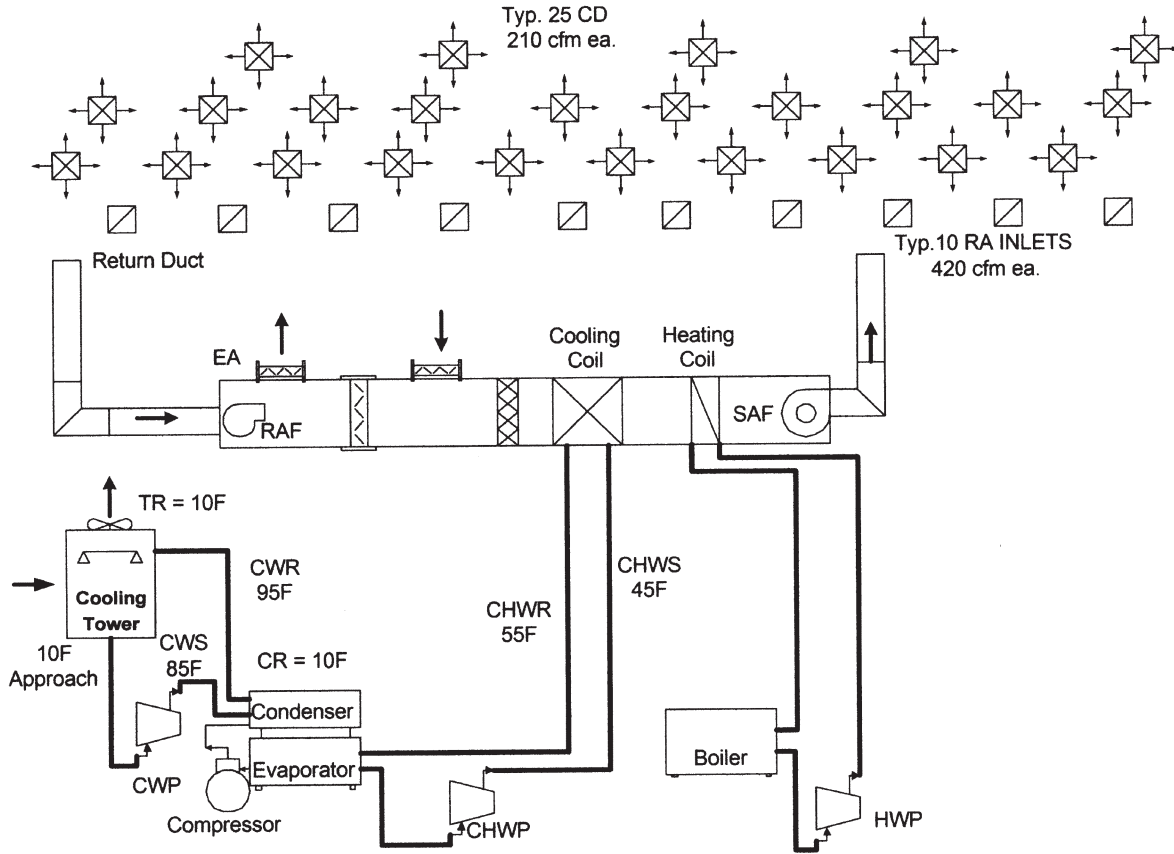 Typ. 25 CD
210 cfm ea.
Typ.10 RA INLETS
420 cfm ea.
Return Duct
Cooling
Coil
Heating
Coil
EA
RAF
SAF
TR = 10F
Cooling
Tower
10F
Approach
CWR
95F
CWS
85F
CR = 10F
CHWR
55F
CHWS
45F
Condenser
Evaporator
Boiler
CWP
Compressor
CHWP
HWP